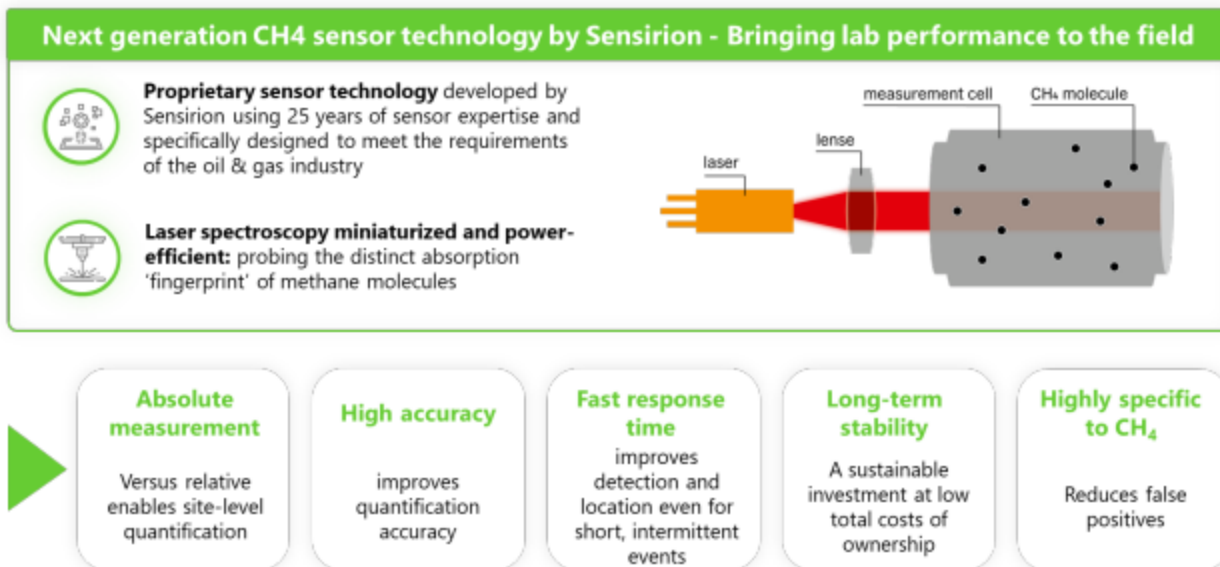 Next generation CH4 sensor technology by Sensirion - Bringing lab performance to the field
Proprietary sensor technology developed by
Sensirion using 25 years of sensor expertise and
specifically designed to meet the requirements
of the oil & gas industry
Laser spectroscopy miniaturized and power-
efficient: probing the distinct absorption
‘fingerprint’ of methane molecules
measurement cell
CH₄ molecule
lense
laser
Absolute
measurement
Versus relative
enables site-level
quantification
High accuracy
improves
quantification
accuracy
Fast response
time
improves
detection and
location even for
short, intermittent
events
Long-term
stability
A sustainable
investment at low
total costs of
ownership
Highly specific
to CH₄
Reduces false
positives